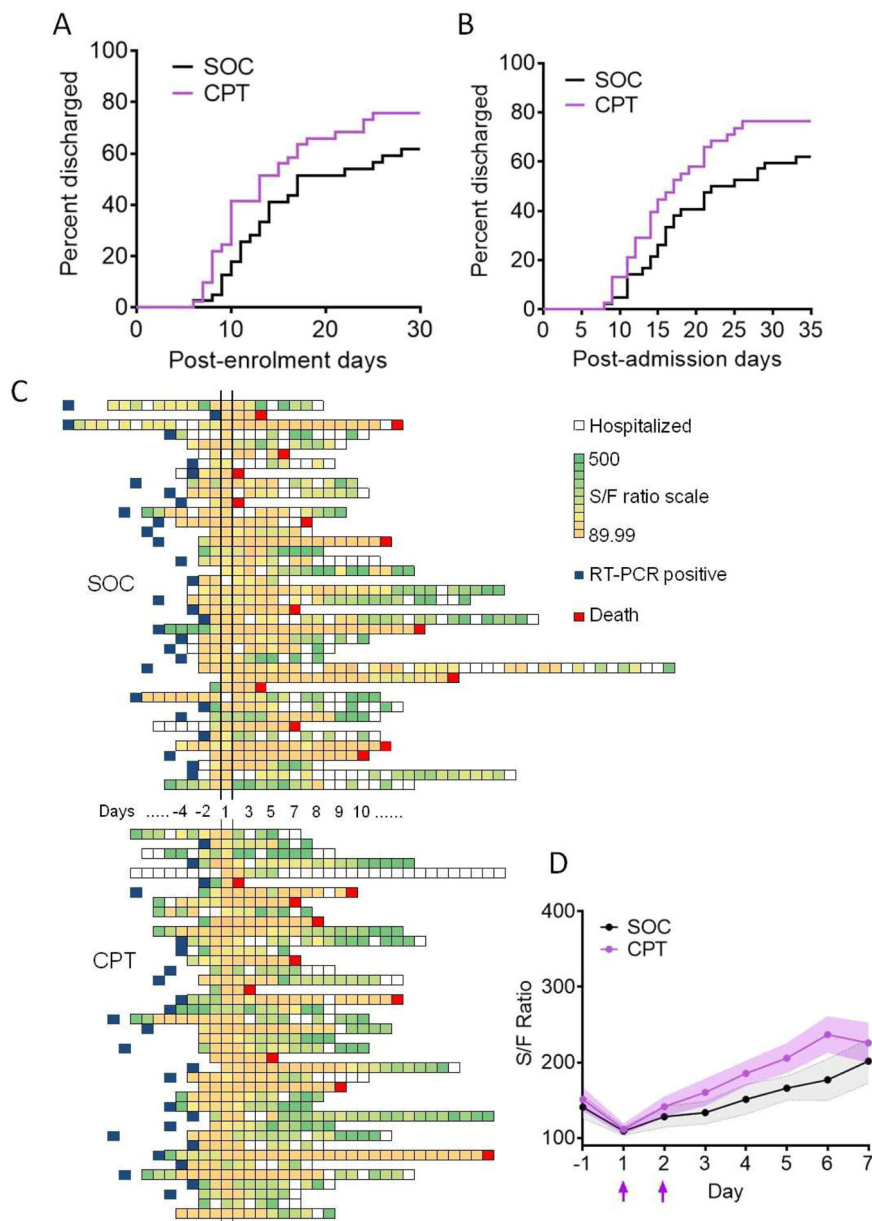 A
100
80
60
40
20
0
Percent discharged
SOC
CPT
0 10 20 30
Post-enrolment days
B
100
80
60
40
20
0
Percent discharged
SOC
CPT
0 5 10 15 20 25 30 35
Post-admission days
C
Hospitalized
500
S/F ratio scale
89.99
RT-PCR positive
Death
SOC
Days ..... -4 -2 1 3 5 7 8 9 10 ......
CPT
D
400
300
200
100
S/F Ratio
SOC
CPT
-1 1 2 3 4 5 6 7
Day